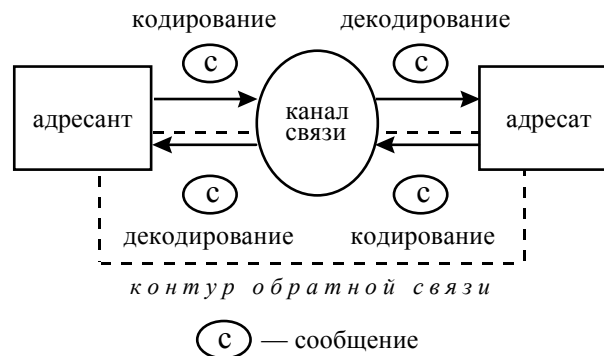 кодирование
декодирование
с
с
адресант
канал
связи
адресат
с
с
декодирование
кодирование
контур обратной связи
с — сообщение